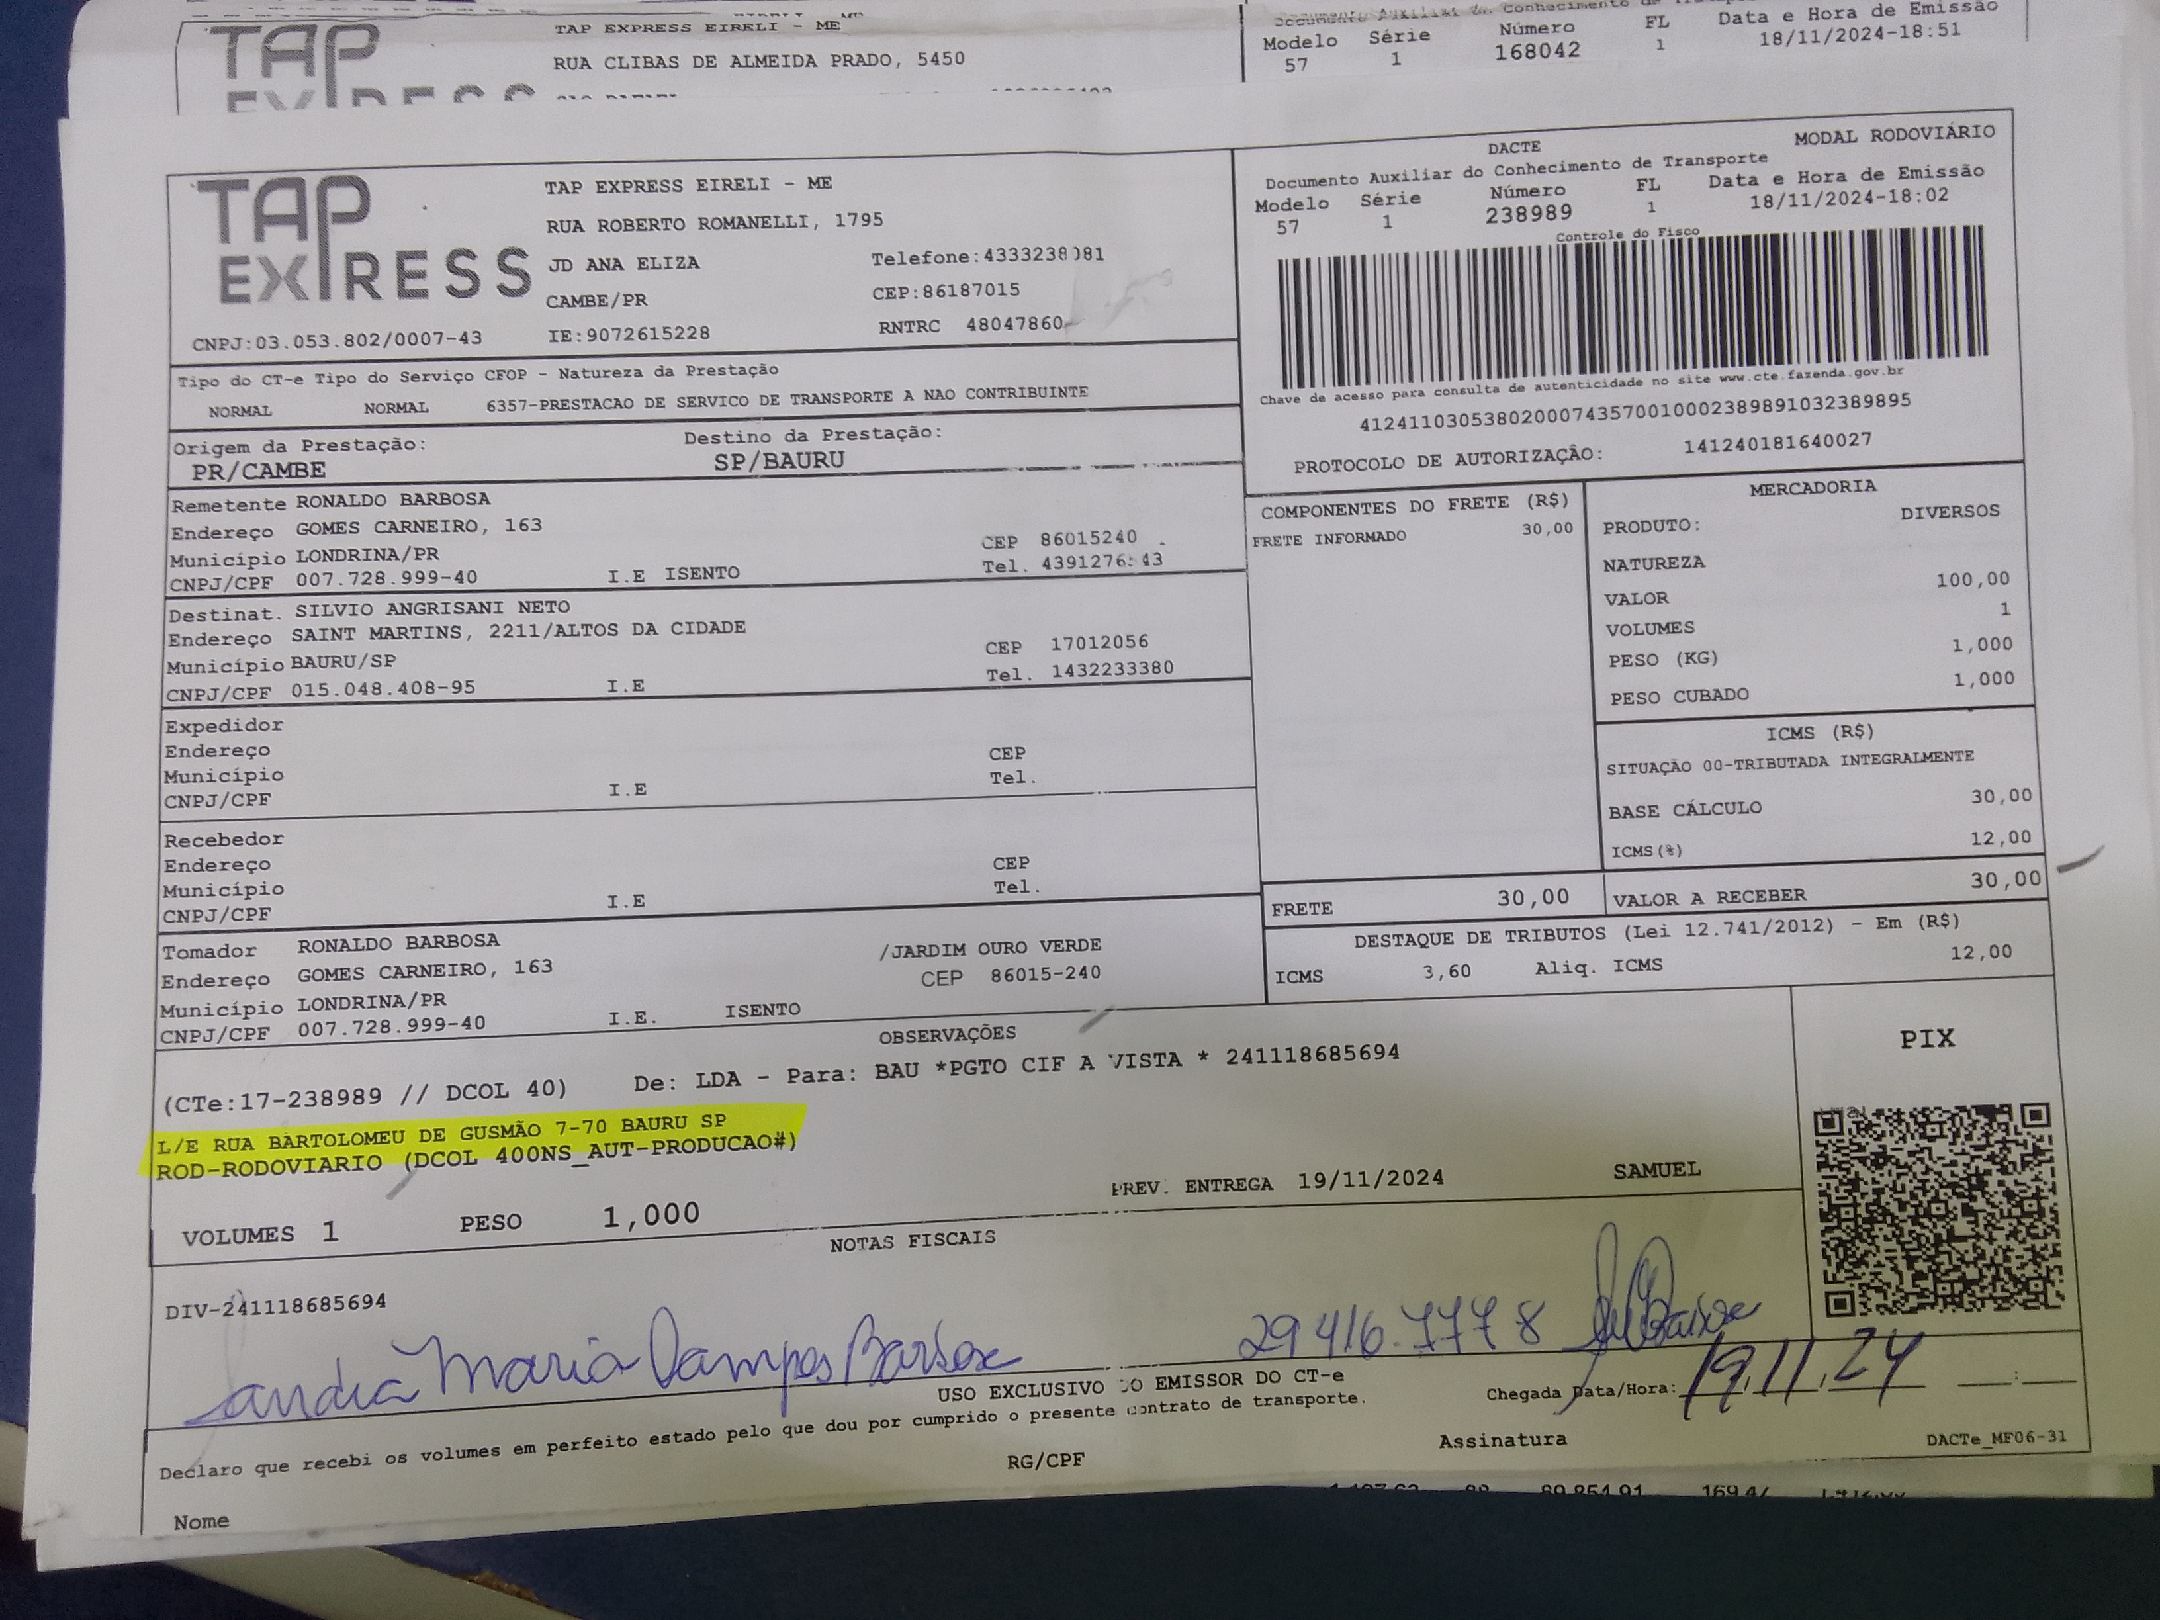 TAP EXPRESS EIRELI - ME
RUA CLIBAS DE ALMEIDA PRADO, 5450
TAP
Modelo Série Número FL Data e Hora de Emissão
57 1 168042 1 18/11/2024-18:51
TAP EXPRESS
TAP EXPRESS EIRELI - ME
RUA ROBERTO ROMANELLI, 1795
JD ANA ELIZA Telefone:4333238081
CAMBE/PR CEP:86187015
CNPJ:03.053.802/0007-43 IE:9072615228 RNTRC 48047860
DACTE MODAL RODOVIÁRIO
Documento Auxiliar do Conhecimento de Transporte
Modelo Série Número FL Data e Hora de Emissão
57 1 238989 1 18/11/2024-18:02
Controle do Fisco
Chave de acesso para consulta de autenticidade no site www.cte.fazenda.gov.br
41241103053802000743570010002389891032389895
PROTOCOLO DE AUTORIZAÇÂO: 141240181640027
Tipo do CT-e Tipo do Serviço CFOP - Natureza da Prestação
NORMAL NORMAL 6357-PRESTACAO DE SERVICO DE TRANSPORTE A NAO CONTRIBUINTE
Origem da Prestação: Destino da Prestação:
PR/CAMBE SP/BAURU
Remetente RONALDO BARBOSA
Endereço GOMES CARNEIRO, 163
Município LONDRINA/PR CEP 86015240
CNPJ/CPF 007.728.999-40 I.E ISENTO Tel. 4391276 43
Destinat. SILVIO ANGRISANI NETO
Endereço SAINT MARTINS, 2211/ALTOS DA CIDADE
Município BAURU/SP CEP 17012056
CNPJ/CPF 015.048.408-95 I.E Tel. 1432233380
Expedidor
Endereço
Município CEP
CNPJ/CPF I.E Tel.
Recebedor
Endereço
Município CEP
CNPJ/CPF I.E Tel.
Tomador RONALDO BARBOSA
Endereço GOMES CARNEIRO, 163 /JARDIM OURO VERDE
Município LONDRINA/PR CEP 86015-240
CNPJ/CPF 007.728.999-40 I.E. ISENTO
COMPONENTES DO FRETE (R$)
FRETE INFORMADO 30,00
MERCADORIA
PRODUTO: DIVERSOS
NATUREZA
VALOR 100,00
VOLUMES 1
PESO (KG) 1,000
PESO CUBADO 1,000
ICMS (R$)
SITUAÇÃO 00-TRIBUTADA INTEGRALMENTE
BASE CÁLCULO 30,00
ICMS(%) 12,00
FRETE 30,00 VALOR A RECEBER 30,00
DESTAQUE DE TRIBUTOS (Lei 12.741/2012) - Em (R$)
ICMS 3,60 Aliq. ICMS 12,00
OBSERVAÇÕES
(CTe:17-238989 // DCOL 40) De: LDA - Para: BAU *PGTO CIF A VISTA * 241118685694
L/E RUA BARTOLOMEU DE GUSMÃO 7-70 BAURU SP
ROD-RODOVIARIO (DCOL 400NS_AUT-PRODUCAO#)
PREV. ENTREGA 19/11/2024 SAMUEL
VOLUMES 1 PESO 1,000
PIX
NOTAS FISCAIS
DIV-241118685694
Maria Campos Barbosa 29416.7778
USO EXCLUSIVO DO EMISSOR DO CT-e
Chegada Data/Hora: 19.11.24
Declaro que recebi os volumes em perfeito estado pelo que dou por cumprido o presente contrato de transporte.
Nome RG/CPF Assinatura DACTe_MF06-31